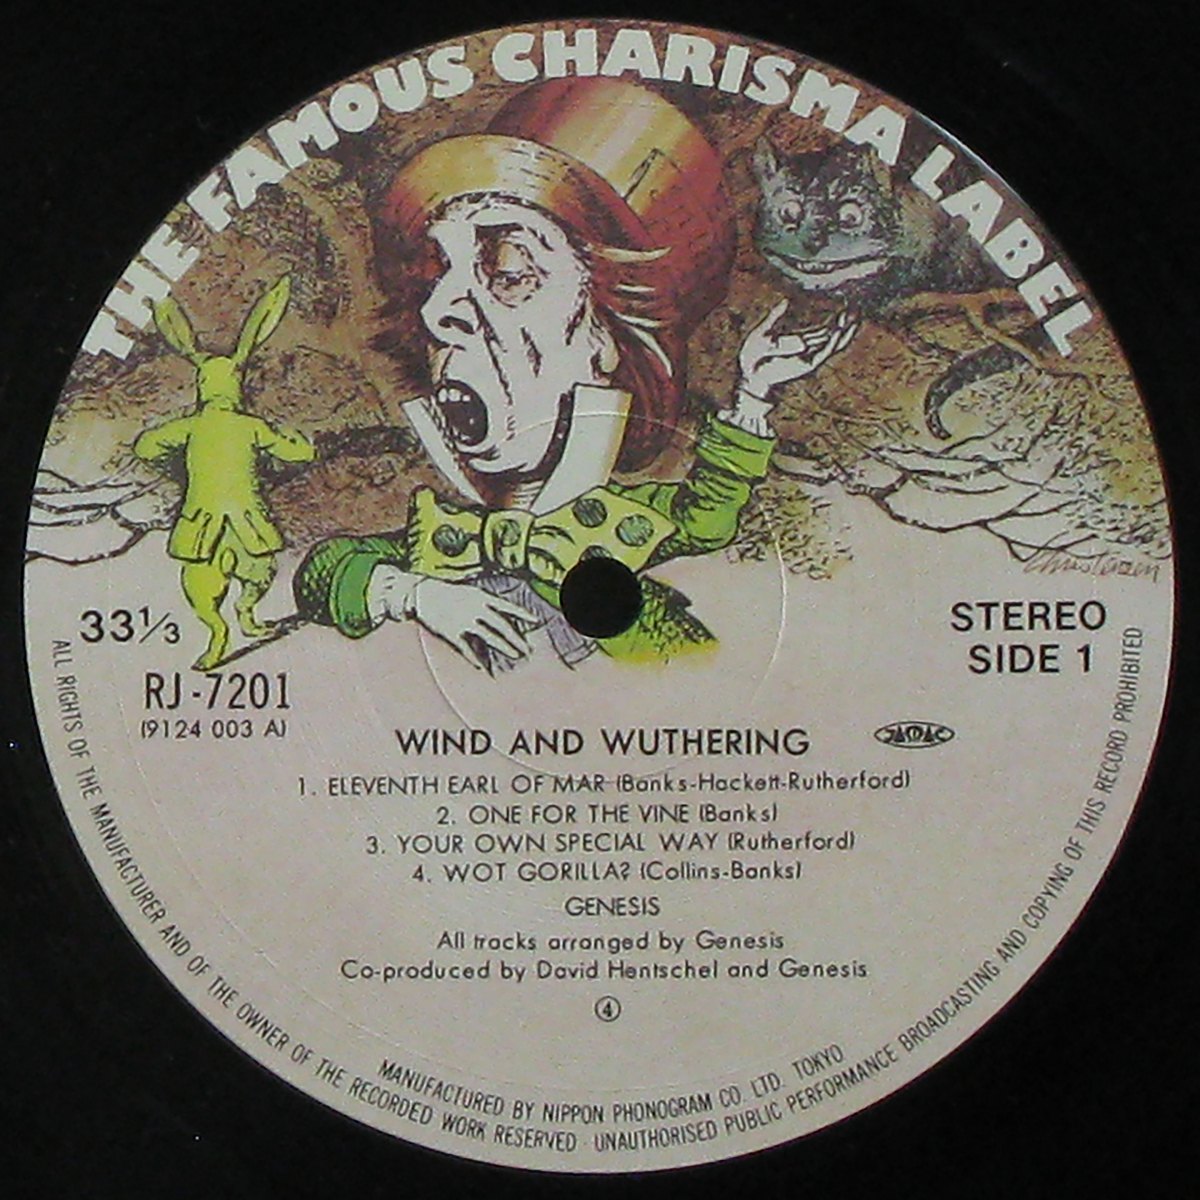 THE FAMOUS CHARISMA LABEL
Christensen
33⅓
STEREO
SIDE 1
RJ-7201
(9124 003 A)
WIND AND WUTHERING
JAMAC
1. ELEVENTH EARL OF MAR (Banks-Hackett-Rutherford)
2. ONE FOR THE VINE (Banks)
3. YOUR OWN SPECIAL WAY (Rutherford)
4. WOT GORILLA? (Collins-Banks)
GENESIS
All tracks arranged by Genesis
Co-produced by David Hentschel and Genesis
④
MANUFACTURED BY NIPPON PHONOGRAM CO. LTD. TOKYO
ALL RIGHTS OF THE MANUFACTURER AND OF THE OWNER OF THE RECORDED WORK RESERVED · UNAUTHORISED PUBLIC PERFORMANCE BROADCASTING AND COPYING OF THIS RECORD PROHIBITED